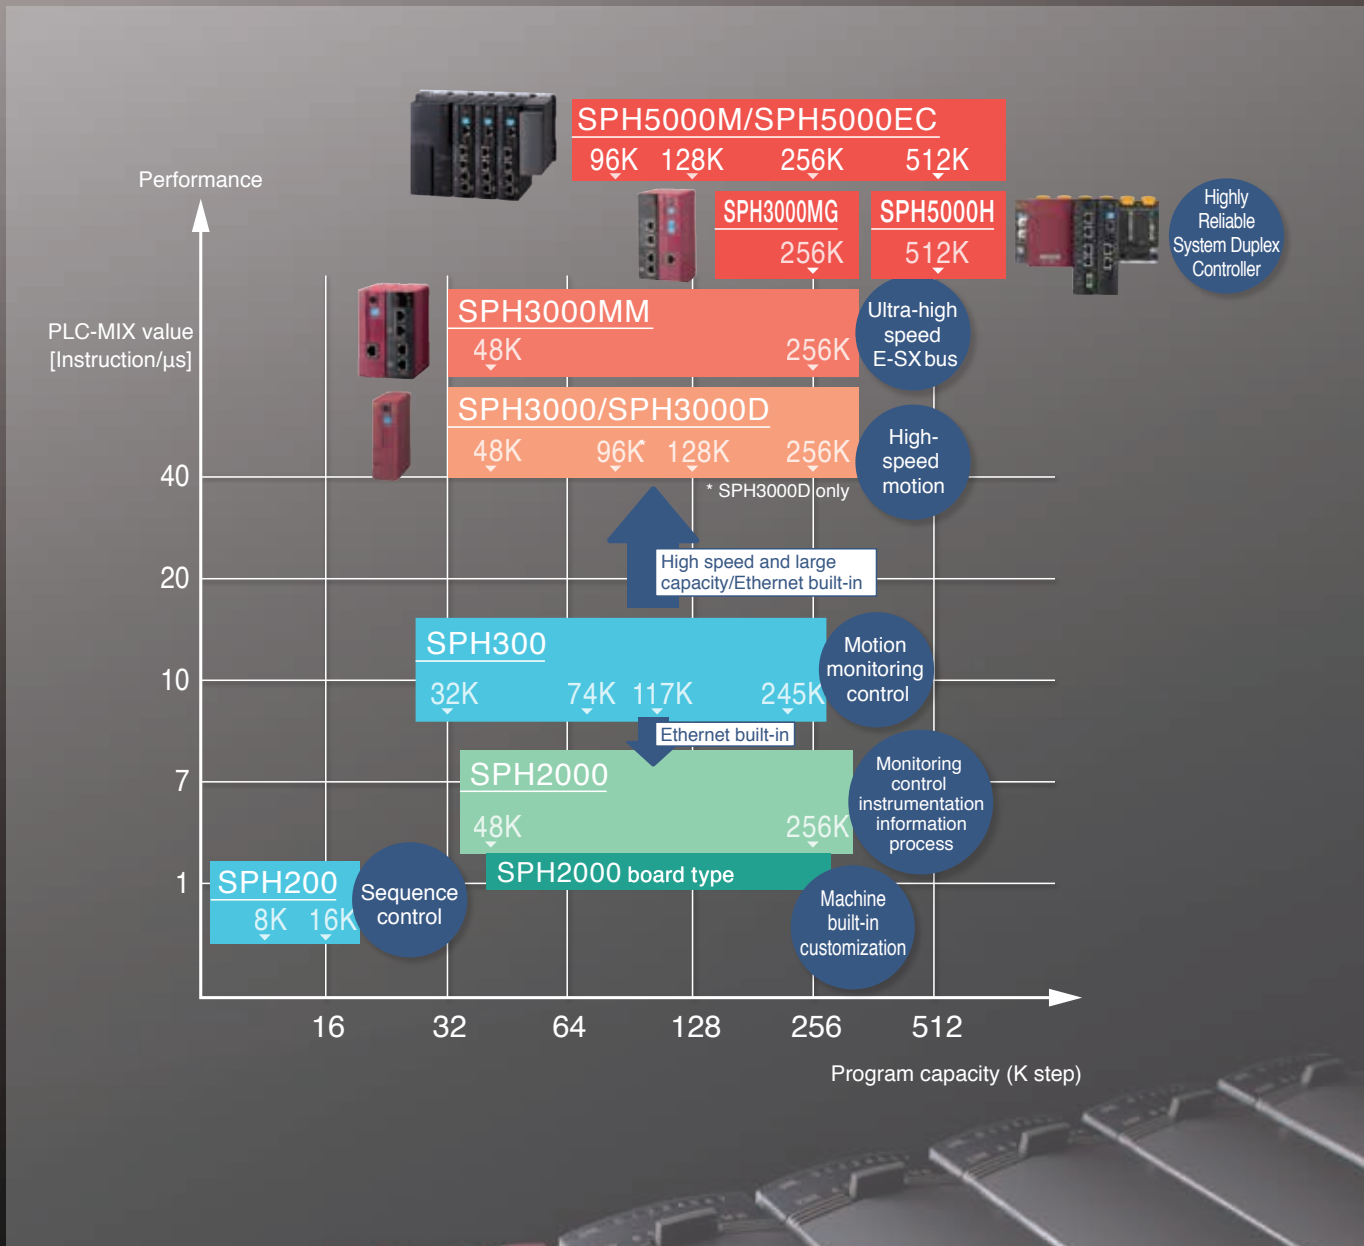 SPH5000M/SPH5000EC
96K 128K 256K 512K
Performance
SPH3000MG
256K
SPH5000H
512K
Highly
Reliable
System Duplex
Controller
PLC-MIX value
[Instruction/μs]
SPH3000MM
48K 256K
Ultra-high
speed
E-SX bus
SPH3000/SPH3000D
48K 96K* 128K 256K
High-
speed
motion
* SPH3000D only
40
High speed and large
capacity/Ethernet built-in
20
SPH300
32K 74K 117K 245K
Motion
monitoring
control
10
Ethernet built-in
SPH2000
48K 256K
Monitoring
control
instrumentation
information
process
7
SPH2000 board type
Machine
built-in
customization
1
SPH200
8K 16K
Sequence
control
16 32 64 128 256 512
Program capacity (K step)